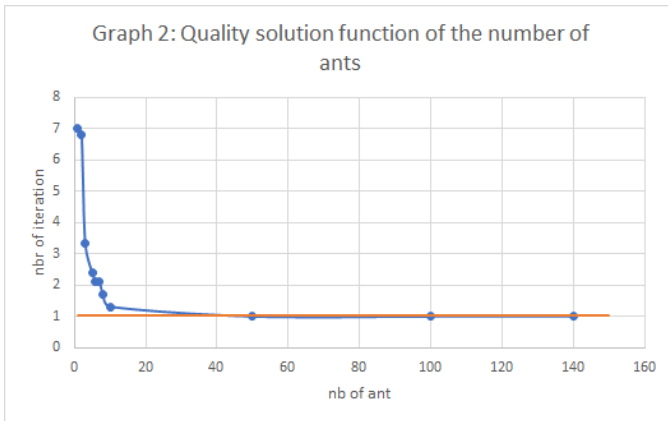 Graph 2: Quality solution function of the number of
ants
8
7
6
5
4
3
2
1
0
nbr of iteration
0 20 40 60 80 100 120 140 160
nb of ant